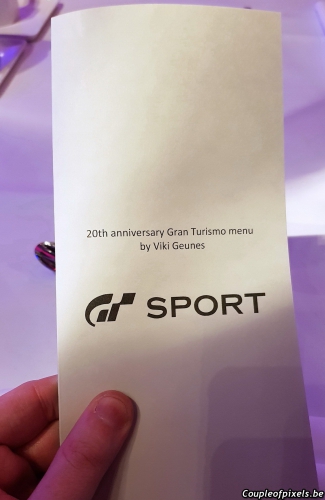 20th anniversary Gran Turismo menu
by Viki Geunes
GT SPORT
Coupleofpixels.be